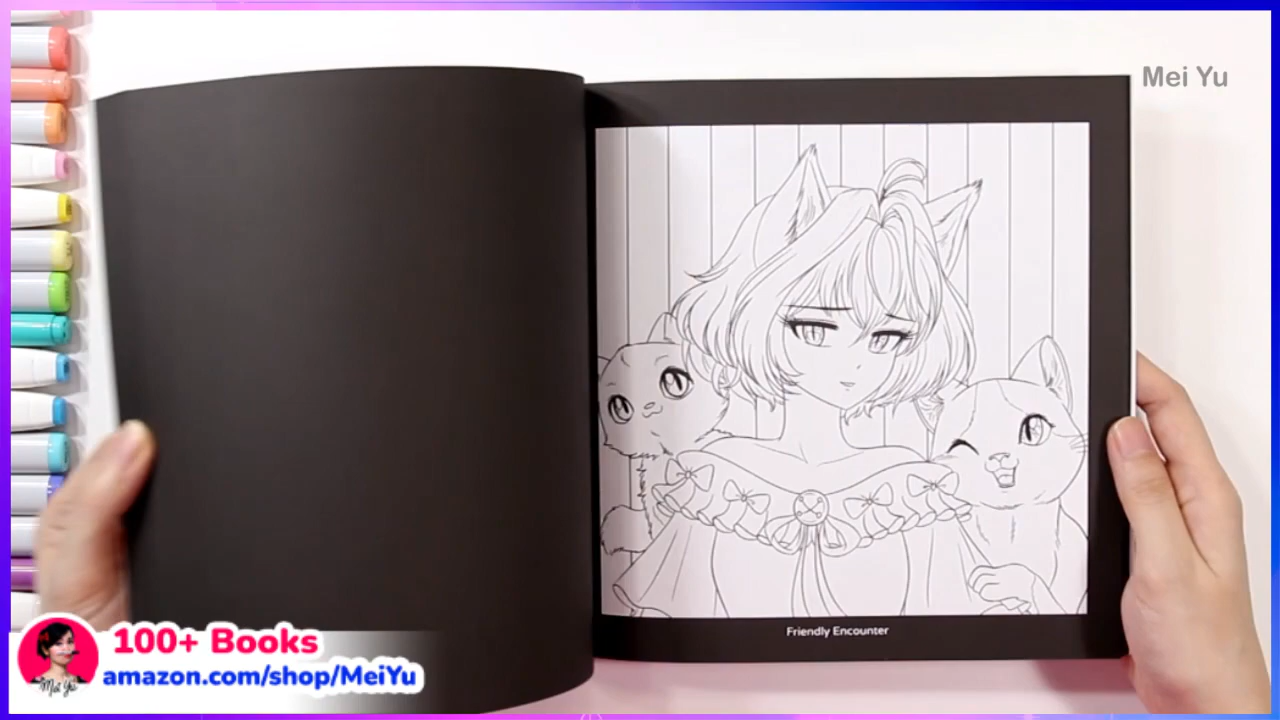 Mei Yu
Friendly Encounter
100+ Books
amazon.com/shop/MeiYu
Mei Yu